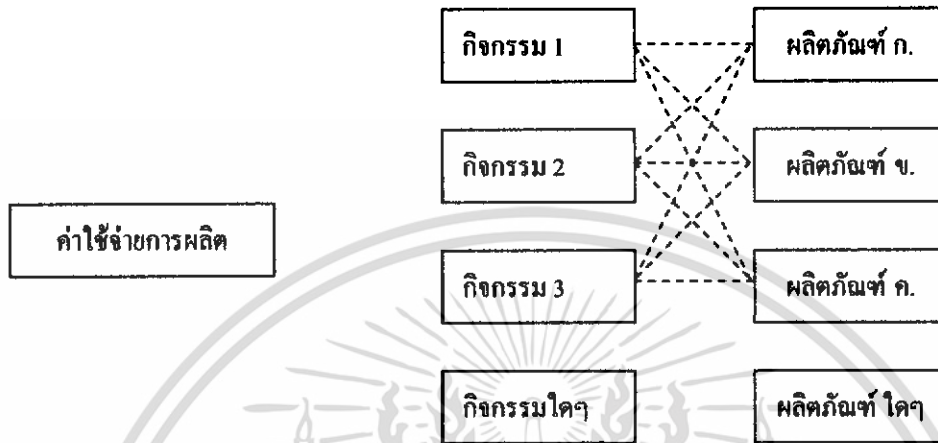 กิจกรรม 1
ผลิตภัณฑ์ ก.
กิจกรรม 2
ผลิตภัณฑ์ ข.
ค่าใช้จ่ายการผลิต
กิจกรรม 3
ผลิตภัณฑ์ ค.
กิจกรรมใดๆ
ผลิตภัณฑ์ ใดๆ